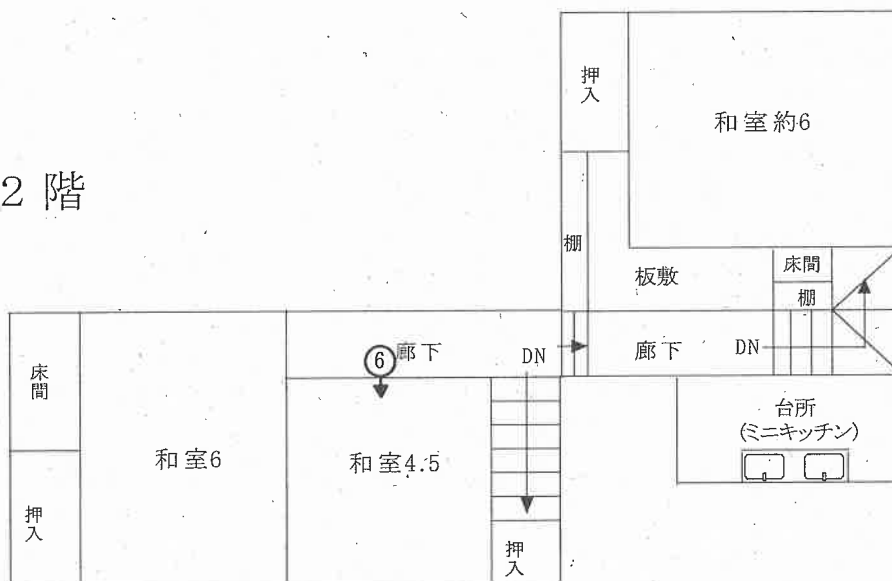 2 階
押入
和室約6
棚
板敷
床間
棚
廊下
DN
廊下
DN
⑥
床間
和室6
和室4.5
台所
(ミニキッチン)
押入
押入